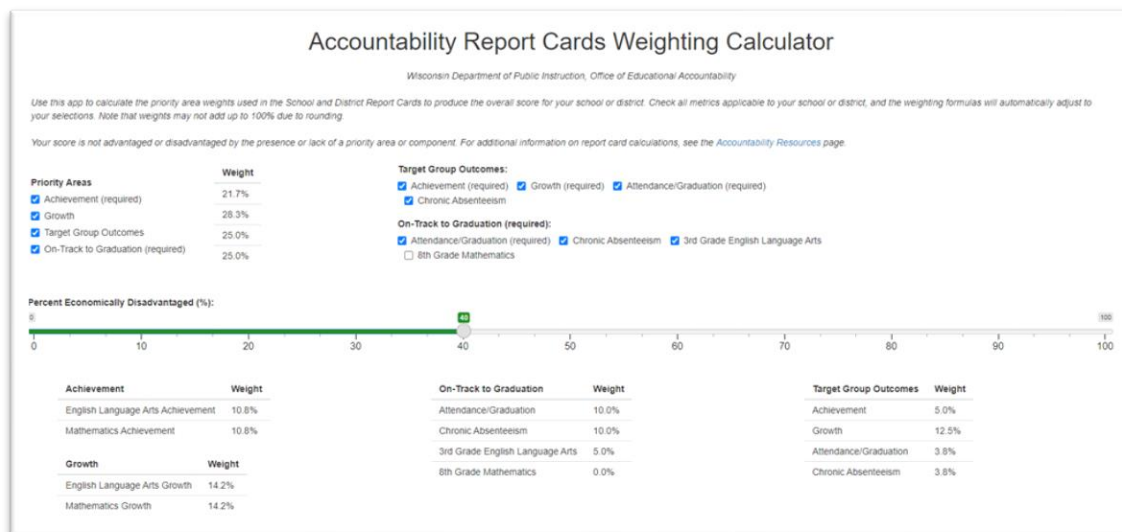 Accountability Report Cards Weighting Calculator
Wisconsin Department of Public Instruction, Office of Educational Accountability
Use this app to calculate the priority area weights used in the School and District Report Cards to produce the overall score for your school or district. Check all metrics applicable to your school or district, and the weighting formulas will automatically adjust to
your selections. Note that weights may not add up to 100% due to rounding.
Your score is not advantaged or disadvantaged by the presence or lack of a priority area or component. For additional information on report card calculations, see the Accountability Resources page.
Priority Areas Weight
Achievement (required) 21.7%
Growth 28.3%
Target Group Outcomes 25.0%
On-Track to Graduation (required) 25.0%
Target Group Outcomes:
Achievement (required) Growth (required) Attendance/Graduation (required)
Chronic Absenteeism
On-Track to Graduation (required):
Attendance/Graduation (required) Chronic Absenteeism 3rd Grade English Language Arts
8th Grade Mathematics
Percent Economically Disadvantaged (%):
0 40 100
0 10 20 30 40 50 60 70 80 90 100
Achievement Weight
English Language Arts Achievement 10.8%
Mathematics Achievement 10.8%
Growth Weight
English Language Arts Growth 14.2%
Mathematics Growth 14.2%
On-Track to Graduation Weight
Attendance/Graduation 10.0%
Chronic Absenteeism 10.0%
3rd Grade English Language Arts 5.0%
8th Grade Mathematics 0.0%
Target Group Outcomes Weight
Achievement 5.0%
Growth 12.5%
Attendance/Graduation 3.8%
Chronic Absenteeism 3.8%